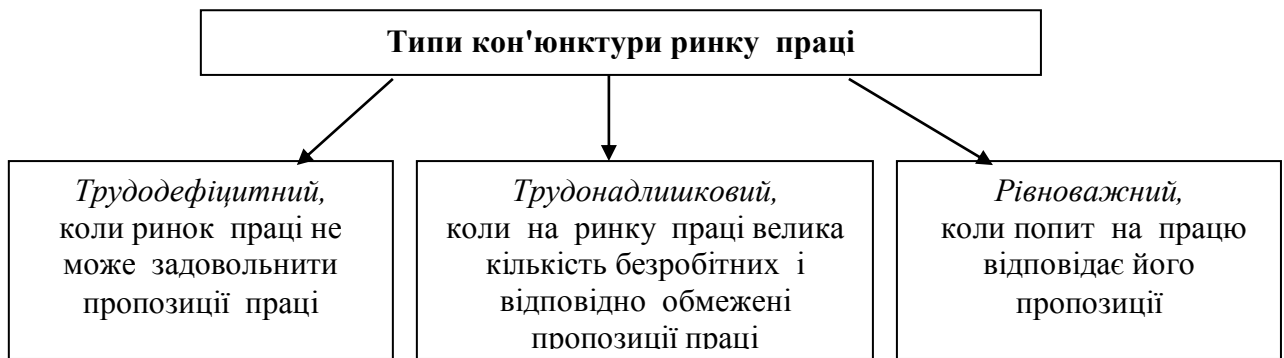 Типи кон'юнктури ринку праці
Трудодефіцитний,
коли ринок праці не
може задовольнити
пропозиції праці
Трудонадлишковий,
коли на ринку праці велика
кількість безробітних і
відповідно обмежені
пропозиції праці
Рівноважний,
коли попит на працю
відповідає його
пропозиції